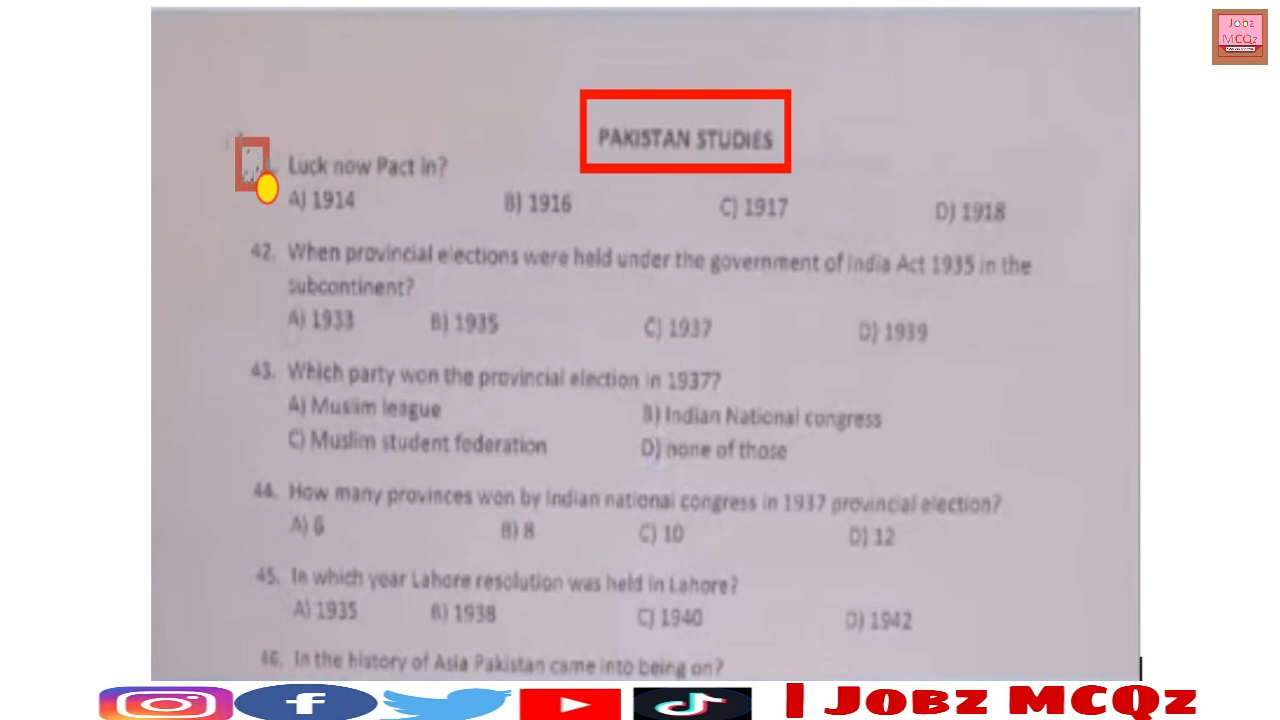 Jobz
MCQz
PAKISTAN STUDIES
Luck now Pact in?
A) 1914 B) 1916 C) 1917 D) 1918
42. When provincial elections were held under the government of India Act 1935 in the
subcontinent?
A) 1933 B) 1935 C) 1937 D) 1939
43. Which party won the provincial election in 1937?
A) Muslim league B) Indian National congress
C) Muslim student federation D) none of those
44. How many provinces won by Indian national congress in 1937 provincial election?
A) 6 B) 8 C) 10 D) 12
45. In which year Lahore resolution was held in Lahore?
A) 1935 B) 1938 C) 1940 D) 1942
46. In the history of Asia Pakistan came into being on?
| Jobz MCQz